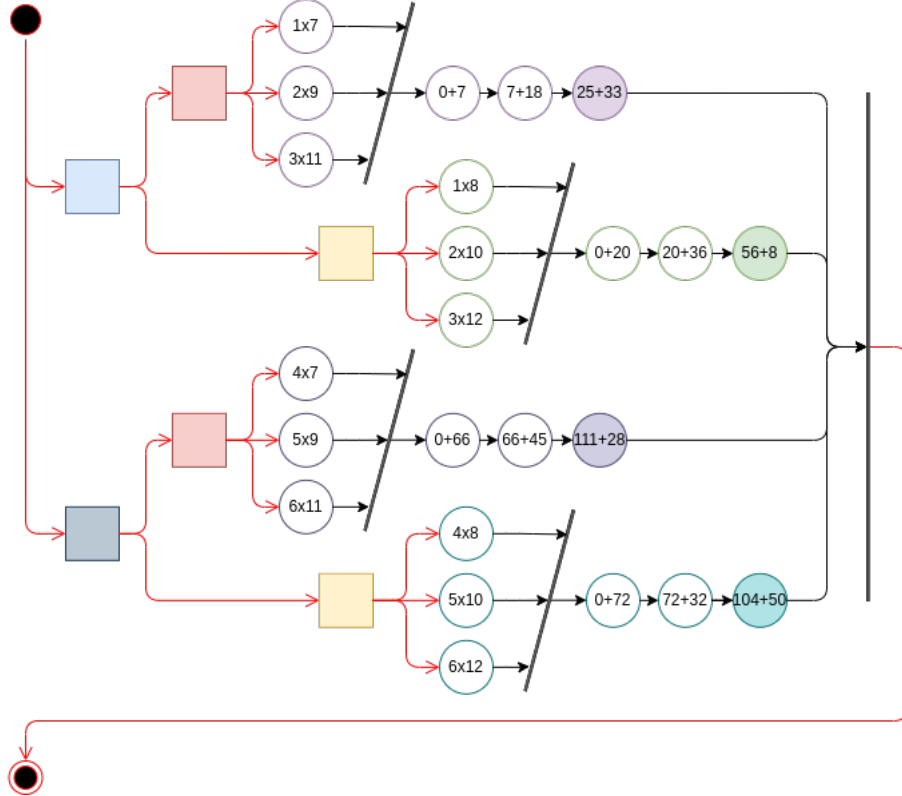 1x7
2x9
3x11
0+7
7+18
25+33
1x8
2x10
3x12
0+20
20+36
56+8
4x7
5x9
6x11
0+66
66+45
111+28
4x8
5x10
6x12
0+72
72+32
104+50